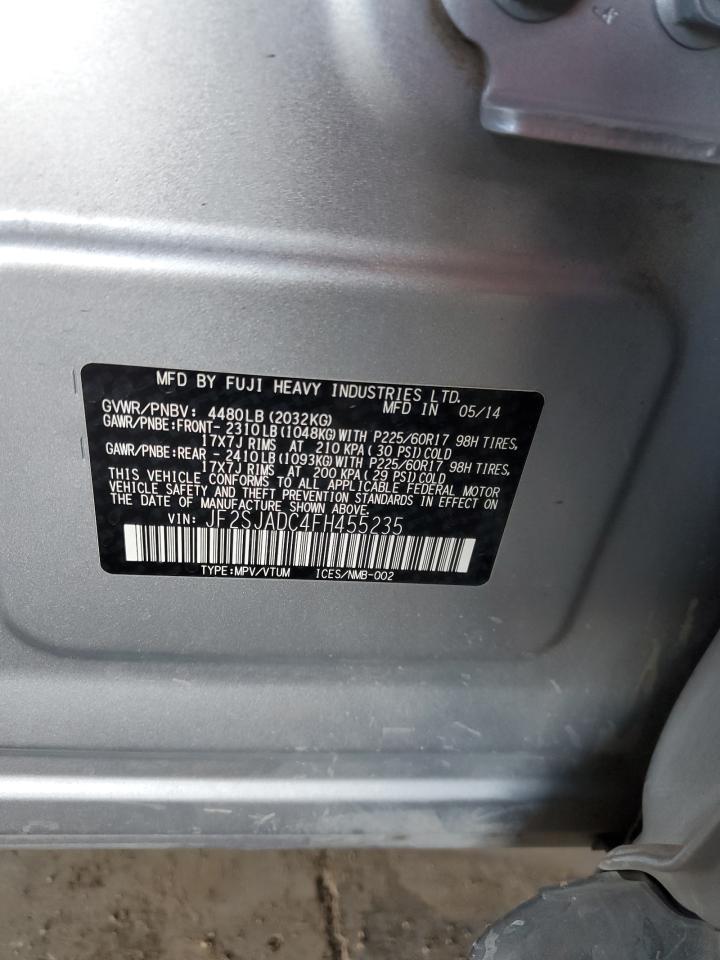 MFD BY FUJI HEAVY INDUSTRIES LTD.
GVWR/PNBV: 4480LB(2032KG) MFD IN 05/14
GAWR/PNBE:FRONT- 2310LB(1048KG)WITH P225/60R17 98H TIRES,
17X7J RIMS AT 210 KPA(30 PSI)COLD
GAWR/PNBE:REAR - 2410LB(1093KG)WITH P225/60R17 98H TIRES,
17X7J RIMS AT 200 KPA(29 PSI)COLD
THIS VEHICLE CONFORMS TO ALL APPLICABLE FEDERAL MOTOR
VEHICLE SAFETY AND THEFT PREVENTION STANDARDS IN EFFECT ON
THE DATE OF MANUFACTURE SHOWN ABOVE.
VIN: JF2SJADC4FH455235
TYPE:MPV/VTUM ICES/NMB-002